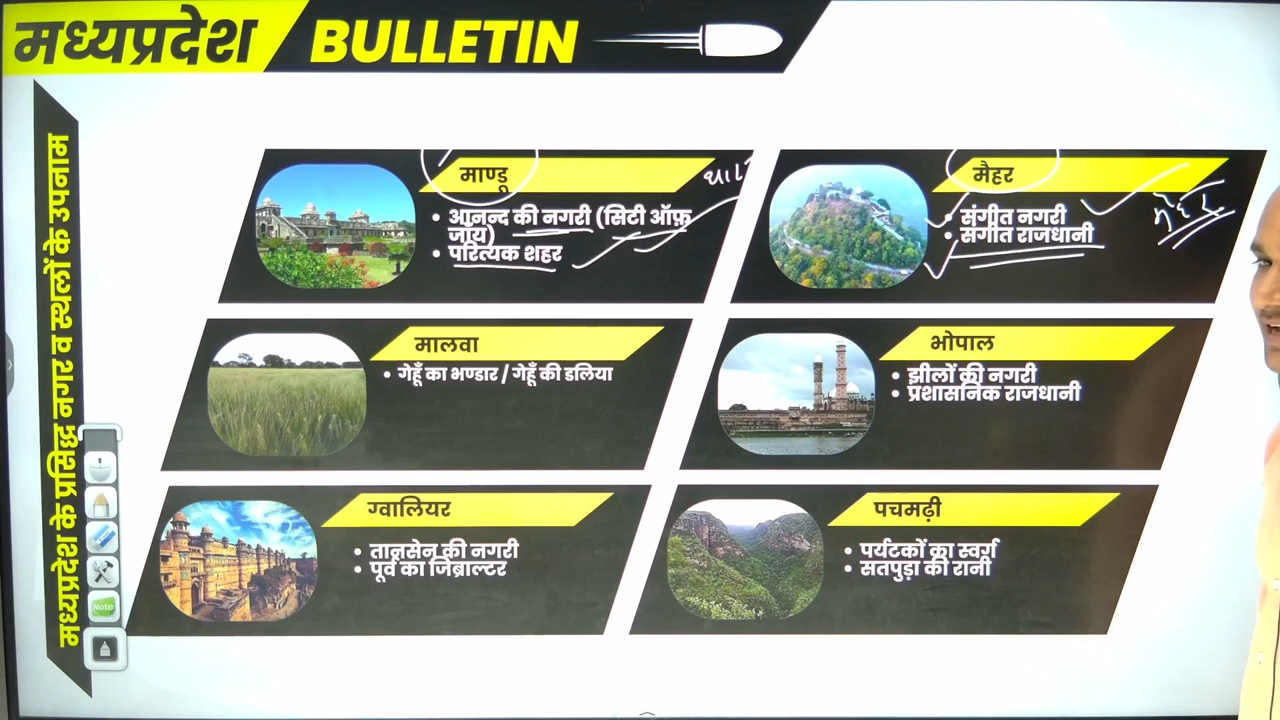 मध्यप्रदेश BULLETIN
मध्यप्रदेश के प्रसिद्ध नगर व स्थलों के उपनाम
माण्डू
• आनन्द की नगरी (सिटी ऑफ़
जॉय)
• परित्यक शहर
मैहर
• संगीत नगरी
• संगीत राजधानी
मैहर
मालवा
• गेहूँ का भण्डार / गेहूँ की डलिया
भोपाल
• झीलों की नगरी
• प्रशासनिक राजधानी
ग्वालियर
• तानसेन की नगरी
• पूर्व का जिब्राल्टर
पचमढ़ी
• पर्यटकों का स्वर्ग
• सतपुड़ा की रानी
Note